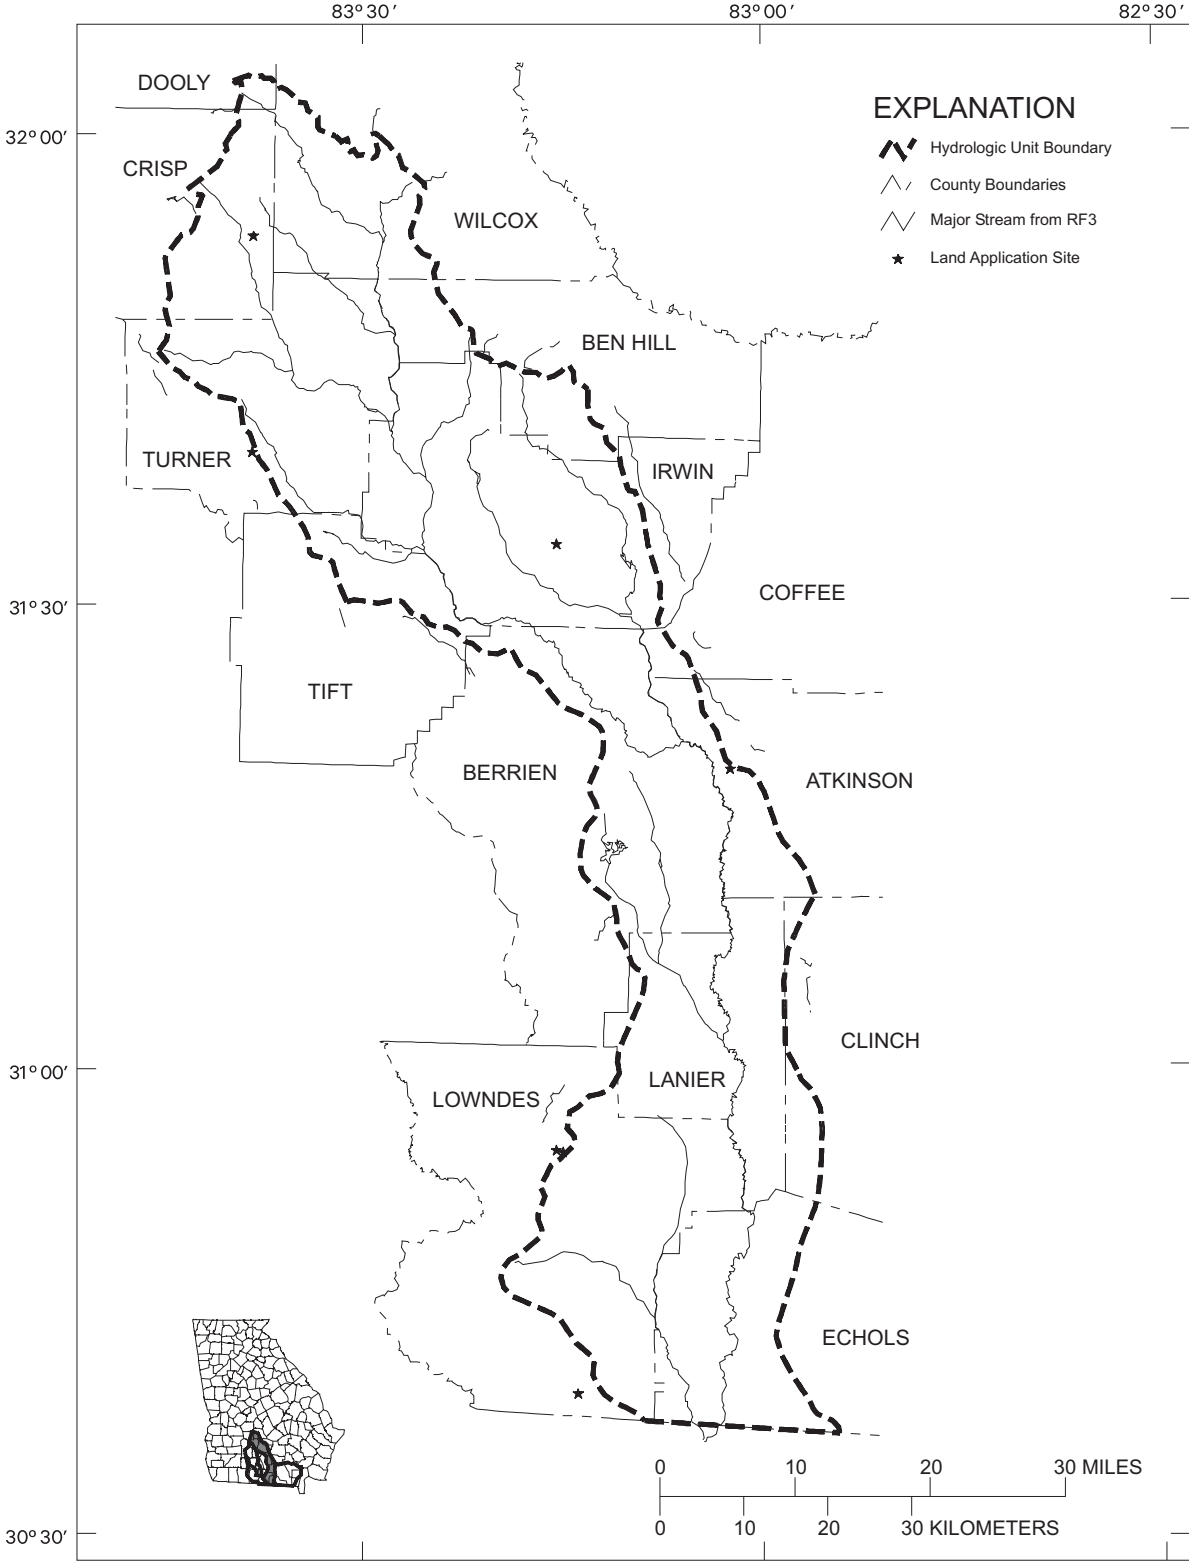 83°30′ 83°00′ 82°30′
DOOLY
EXPLANATION
32°00′
Hydrologic Unit Boundary
CRISP
County Boundaries
WILCOX
Major Stream from RF3
Land Application Site
BEN HILL
TURNER
IRWIN
COFFEE
31°30′
TIFT
BERRIEN
ATKINSON
CLINCH
31°00′
LANIER
LOWNDES
ECHOLS
0 10 20 30 MILES
0 10 20 30 KILOMETERS
30°30′